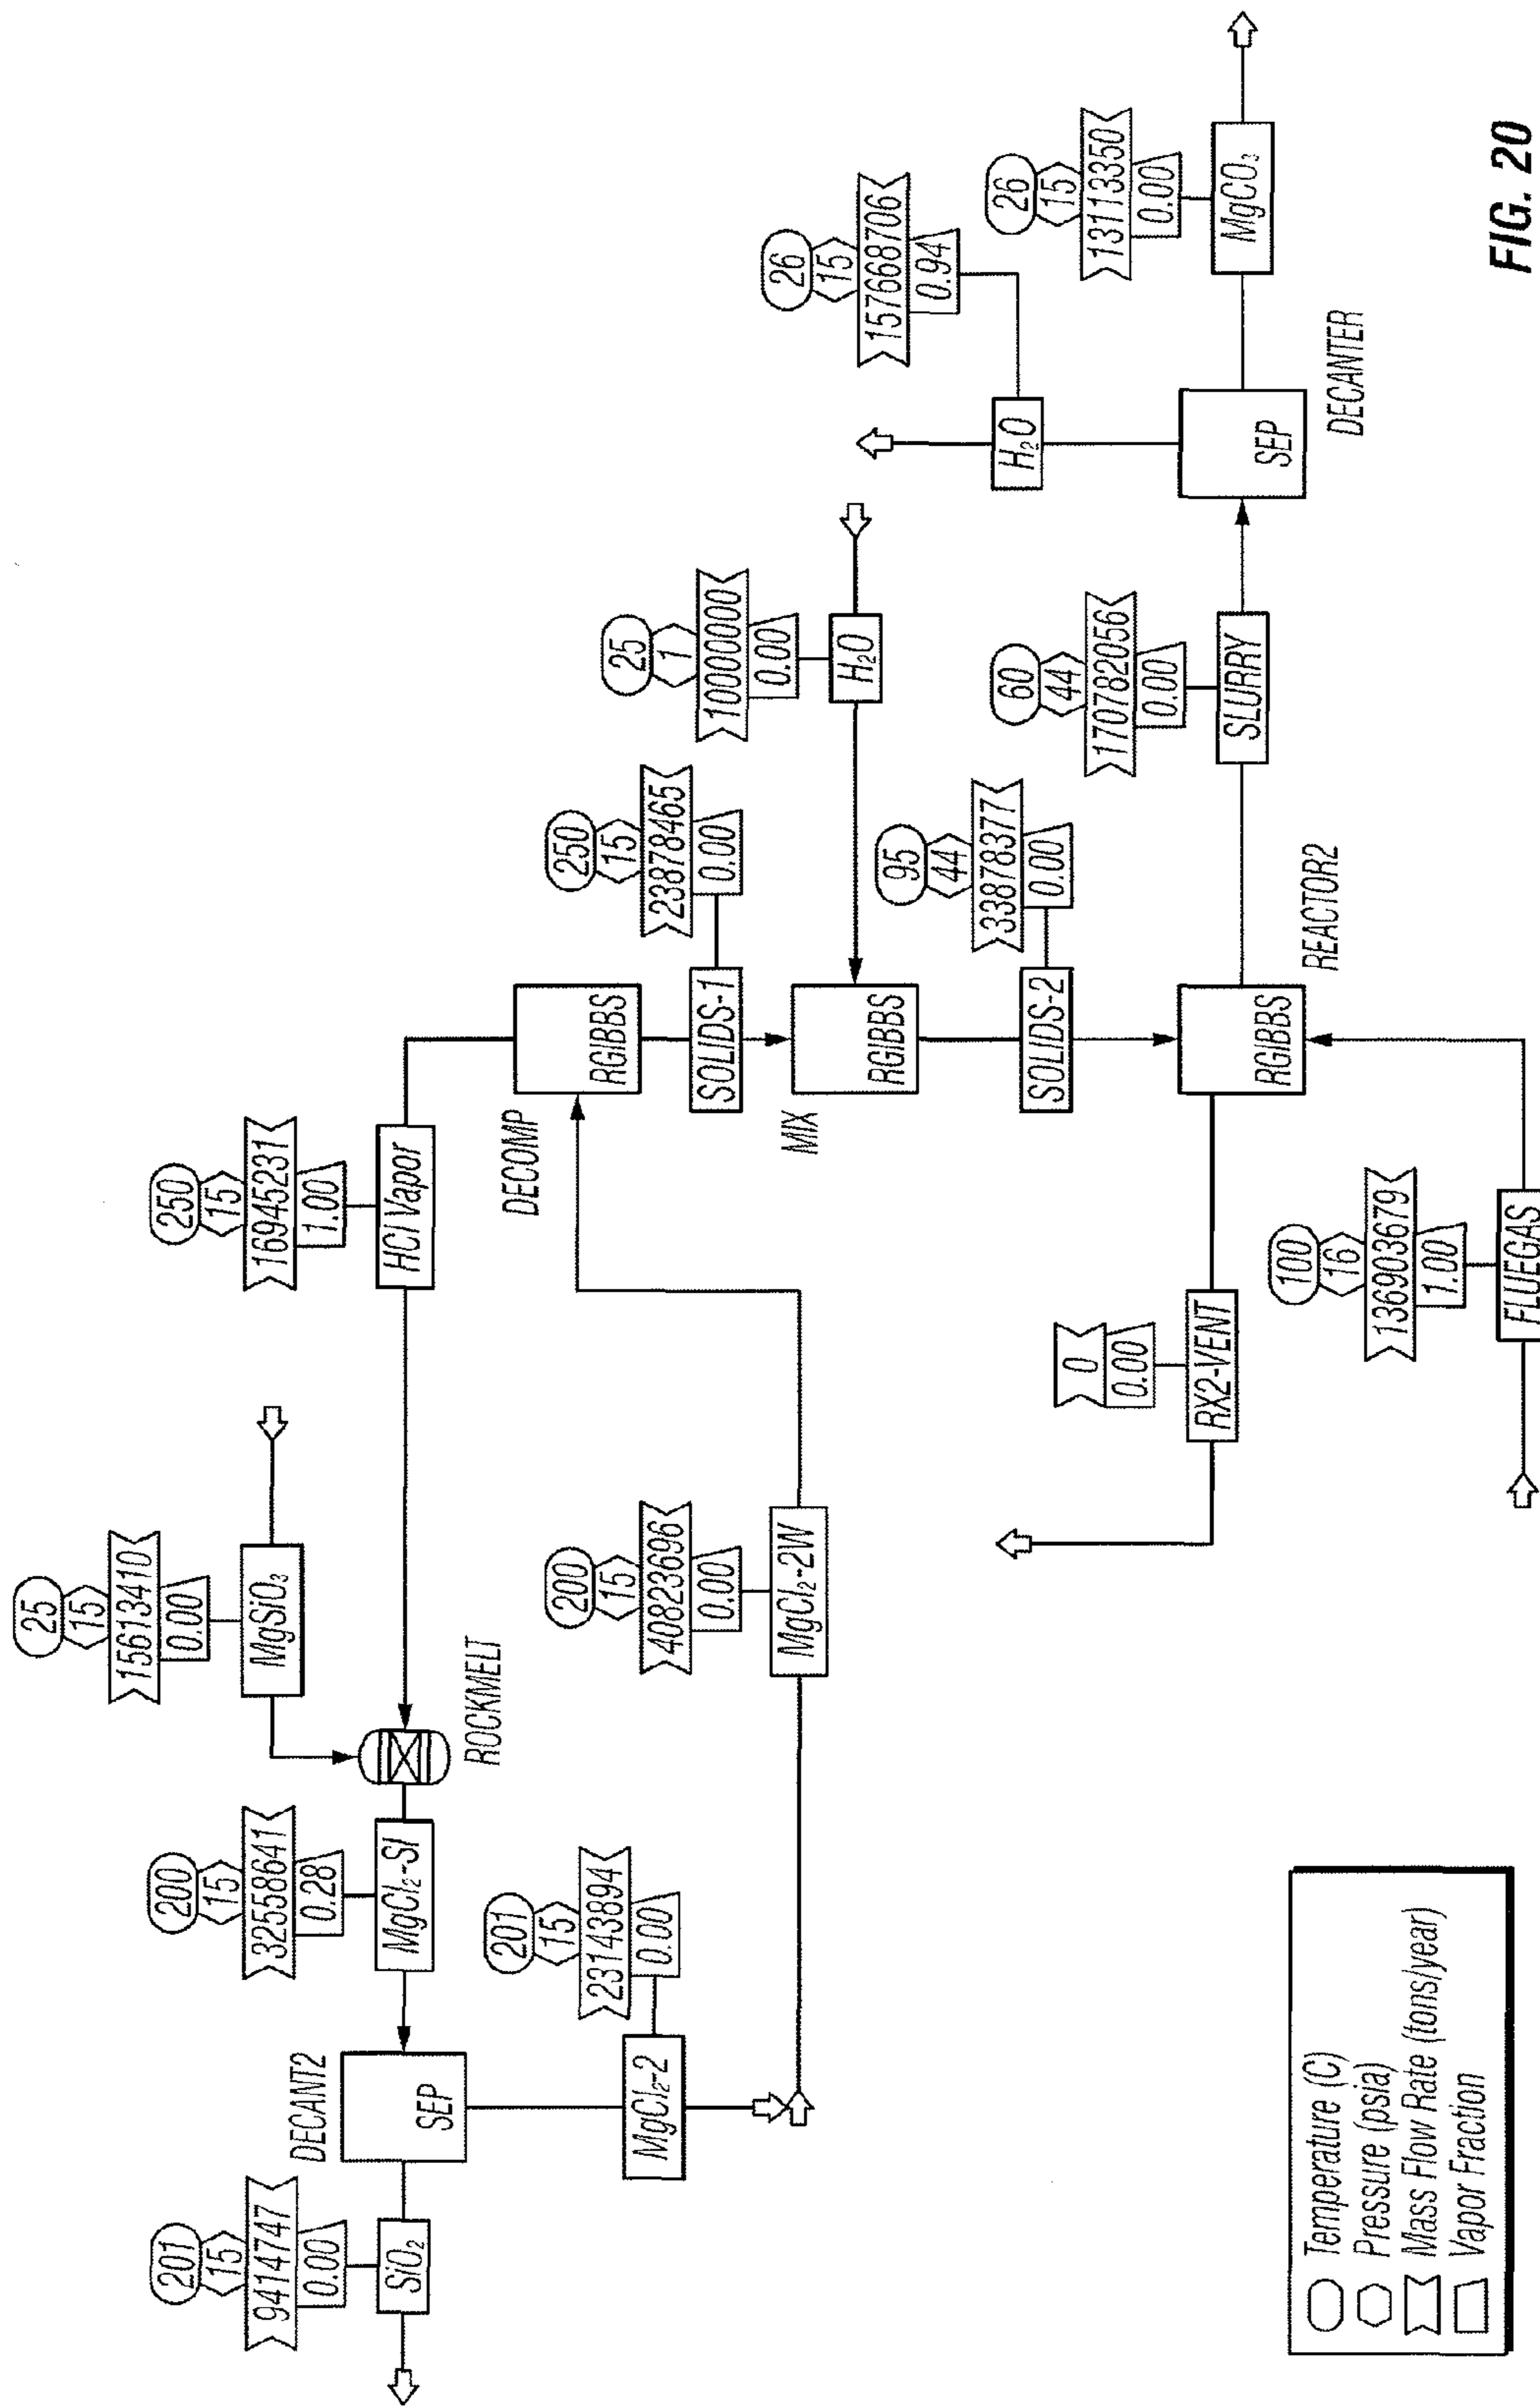 201
15
9414747
0.00
SiO₂
DECANT2
SEP
200
15
32558641
0.28
MgCl₂-SI
25
15
15613410
0.00
MgSiO₃
ROCKMELT
250
15
16945231
1.00
HCl Vapor
201
15
23143894
0.00
MgCl₂-2
200
15
40823696
0.00
MgCl₂-2W
DECOMP
RGIBBS
250
15
23878465
0.00
SOLIDS-1
25
1
10000000
0.00
H₂O
MIX
RGIBBS
95
44
33878377
0.00
SOLIDS-2
26
15
157668706
0.94
H₂O
0
0.00
RX2-VENT
RGIBBS
REACTOR2
60
44
170782056
0.00
SLURRY
SEP
DECANTER
26
15
13113350
0.00
MgCO₃
100
16
136903679
1.00
FLUEGAS
Temperature (C)
Pressure (psia)
Mass Flow Rate (tons/year)
Vapor Fraction
FIG. 20